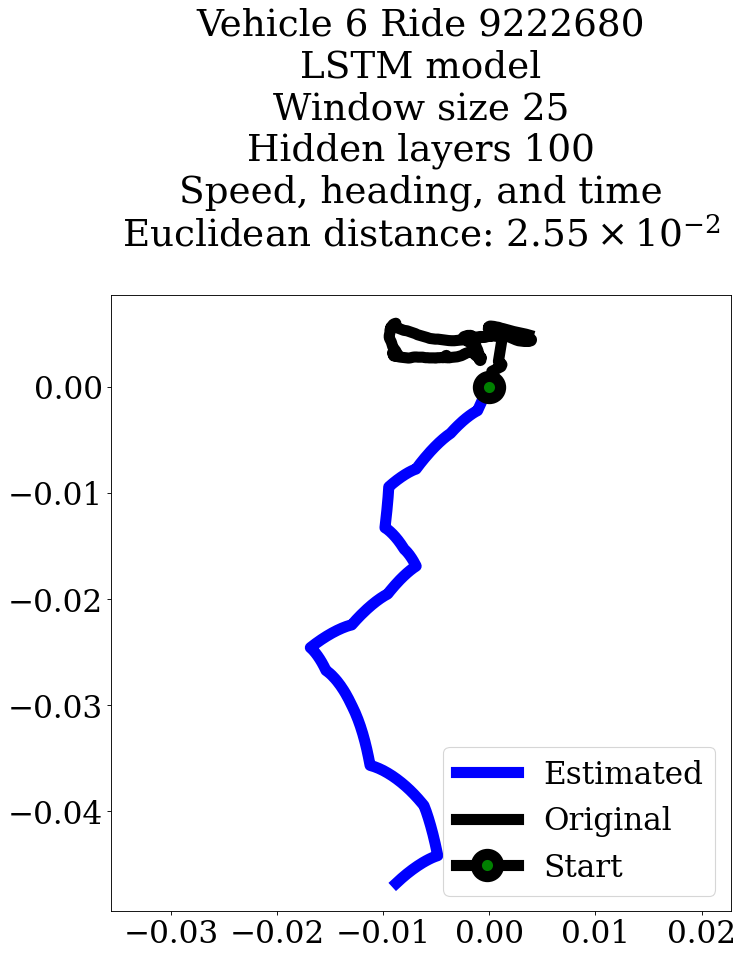 Vehicle 6 Ride 9222680
LSTM model
Window size 25
Hidden layers 100
Speed, heading, and time
Euclidean distance: 2.55 × 10⁻²
0.00
−0.01
−0.02
−0.03
−0.04
Estimated
Original
Start
−0.03 −0.02 −0.01 0.00 0.01 0.02